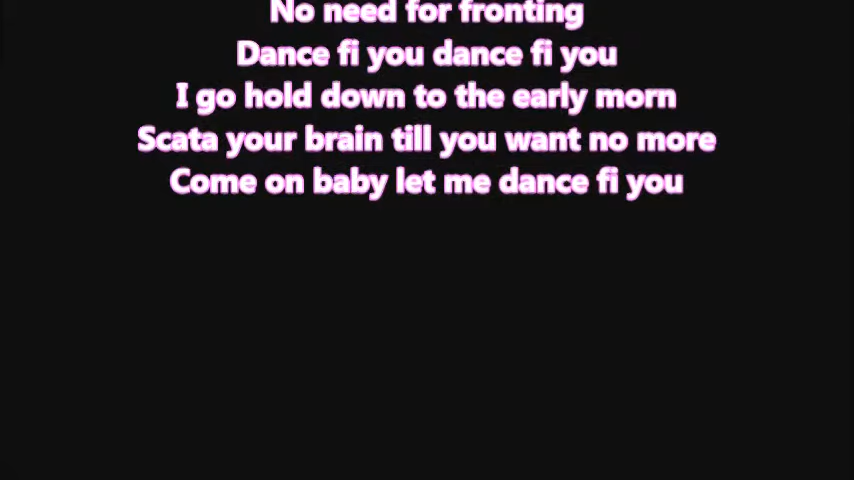 No need for fronting
Dance fi you dance fi you
I go hold down to the early morn
Scata your brain till you want no more
Come on baby let me dance fi you